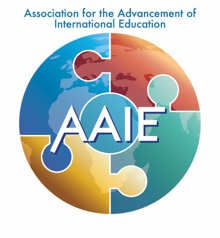 Association for the Advancement of
International Education
AAIE